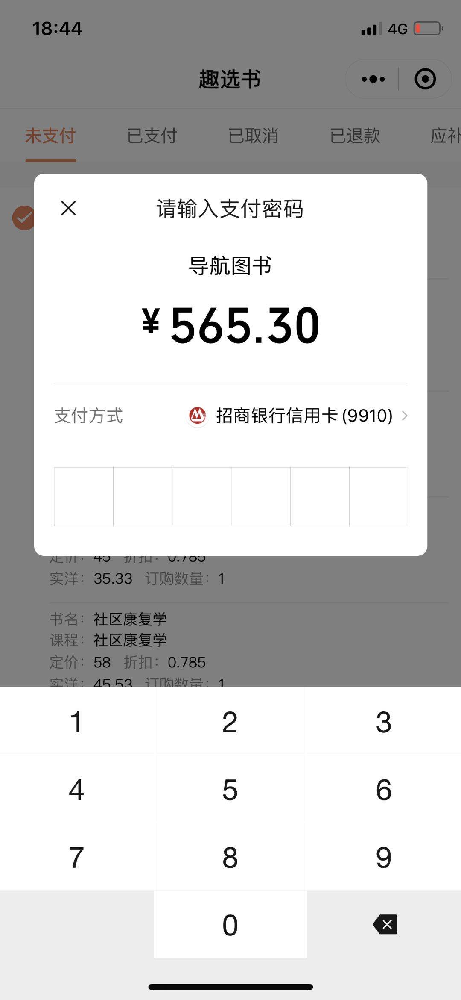 18:44 4G
趣选书
未支付 已支付 已取消 已退款 应补
请输入支付密码
导航图书
¥565.30
支付方式 招商银行信用卡(9910)
定价: 45 折扣: 0.785
实洋: 35.33 订购数量: 1
书名: 社区康复学
课程: 社区康复学
定价: 58 折扣: 0.785
实洋: 45.53 订购数量: 1
1 2 3
4 5 6
7 8 9
0